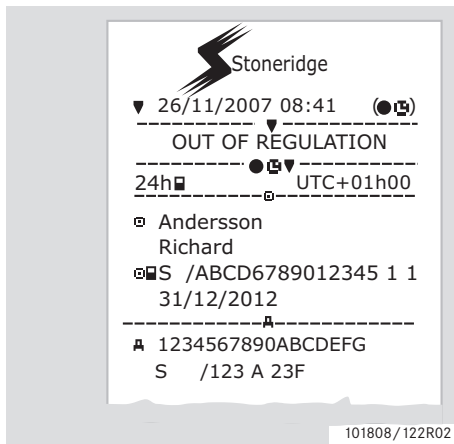 Stoneridge
26/11/2007 08:41
OUT OF REGULATION
24h UTC+01h00
Andersson
Richard
S /ABCD6789012345 1 1
31/12/2012
1234567890ABCDEFG
S /123 A 23F
101808/122R02